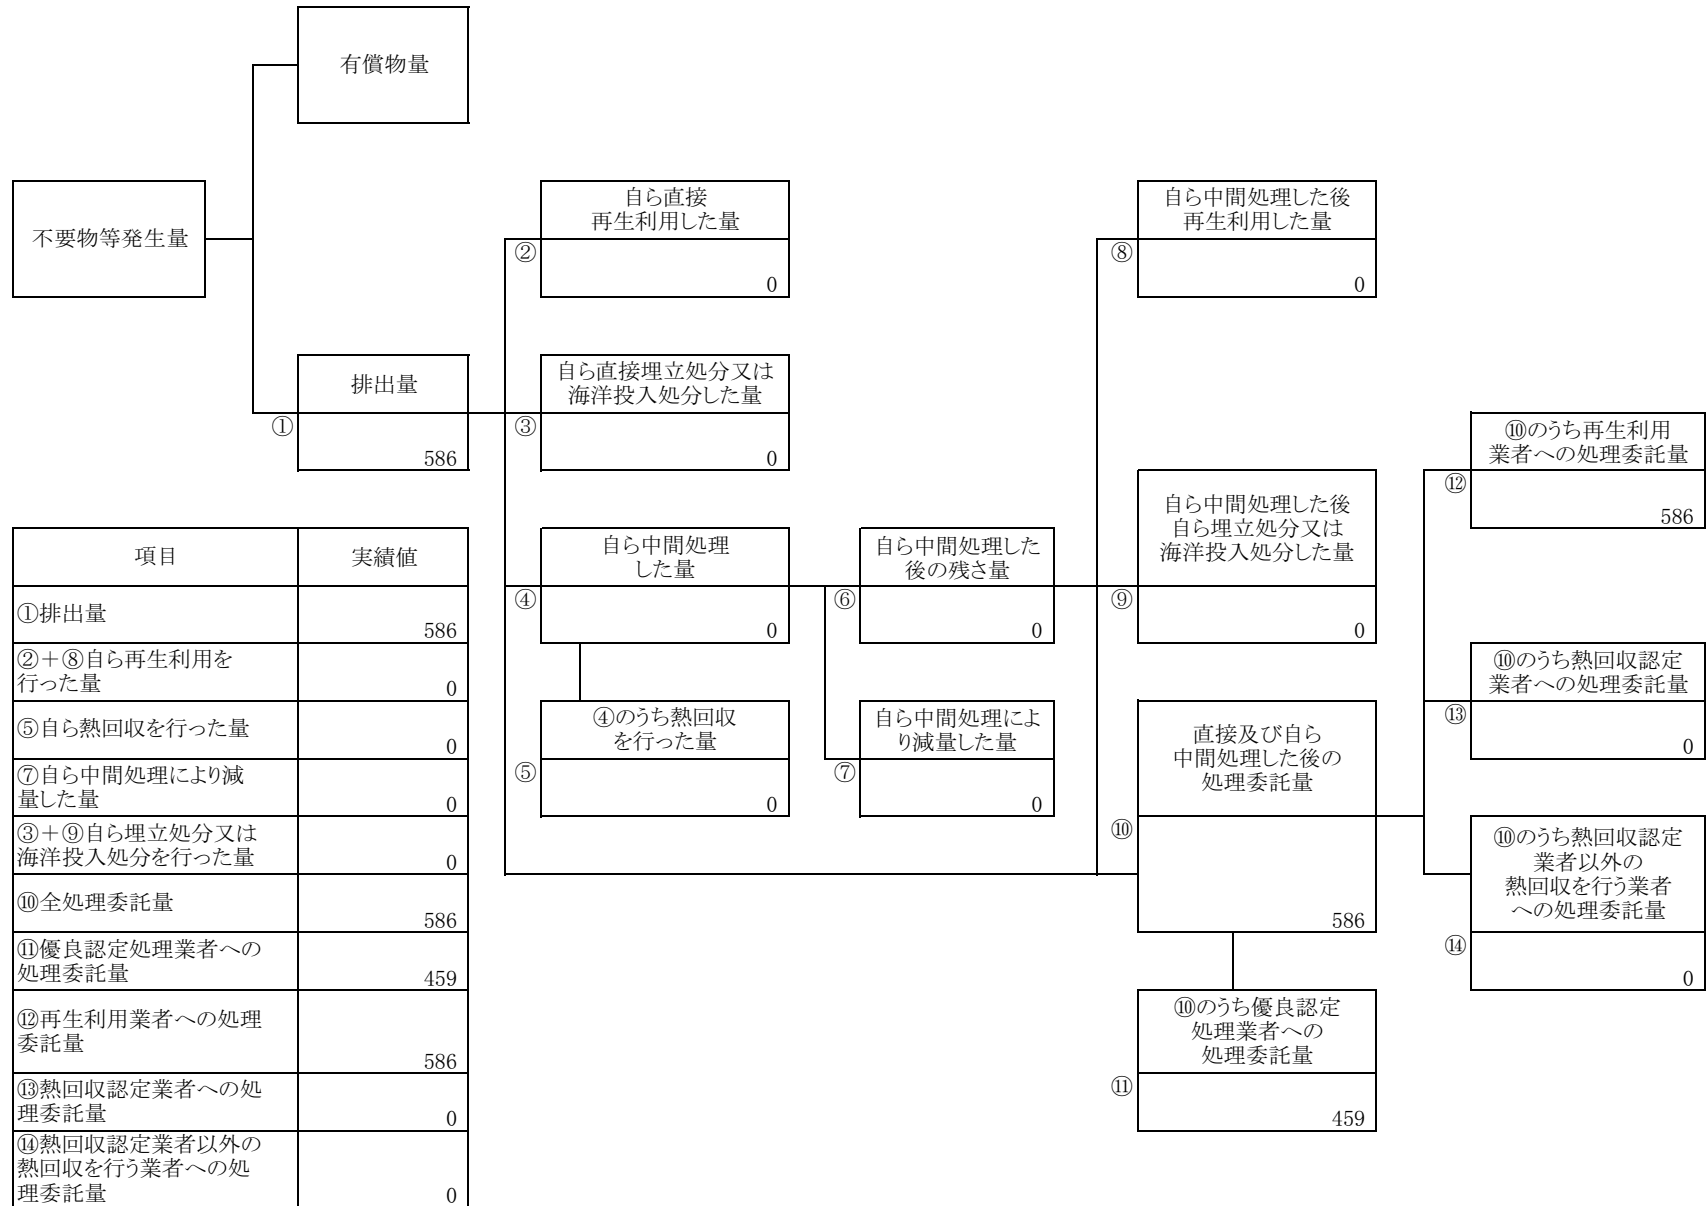 有償物量
不要物等発生量
自ら直接
再生利用した量
②
0
自ら中間処理した後
再生利用した量
⑧
0
排出量
①
586
自ら直接埋立処分又は
海洋投入処分した量
③
0
⑩のうち再生利用
業者への処理委託量
⑫
586
自ら中間処理
した量
④
0
自ら中間処理した
後の残さ量
⑥
0
自ら中間処理した後
自ら埋立処分又は
海洋投入処分した量
⑨
0
⑩のうち熱回収認定
業者への処理委託量
⑬
0
④のうち熱回収
を行った量
⑤
0
自ら中間処理によ
り減量した量
⑦
0
直接及び自ら
中間処理した後の
処理委託量
⑩
586
⑩のうち熱回収認定
業者以外の
熱回収を行う業者
への処理委託量
⑭
0
⑩のうち優良認定
処理業者への
処理委託量
⑪
459
項目 実績値
①排出量
586
②+⑧自ら再生利用を
行った量 0
⑤自ら熱回収を行った量
0
⑦自ら中間処理により減
量した量 0
③+⑨自ら埋立処分又は
海洋投入処分を行った量 0
⑩全処理委託量
586
⑪優良認定処理業者への
処理委託量 459
⑫再生利用業者への処理
委託量
586
⑬熱回収認定業者への処
理委託量 0
⑭熱回収認定業者以外の
熱回収を行う業者への処
理委託量 0